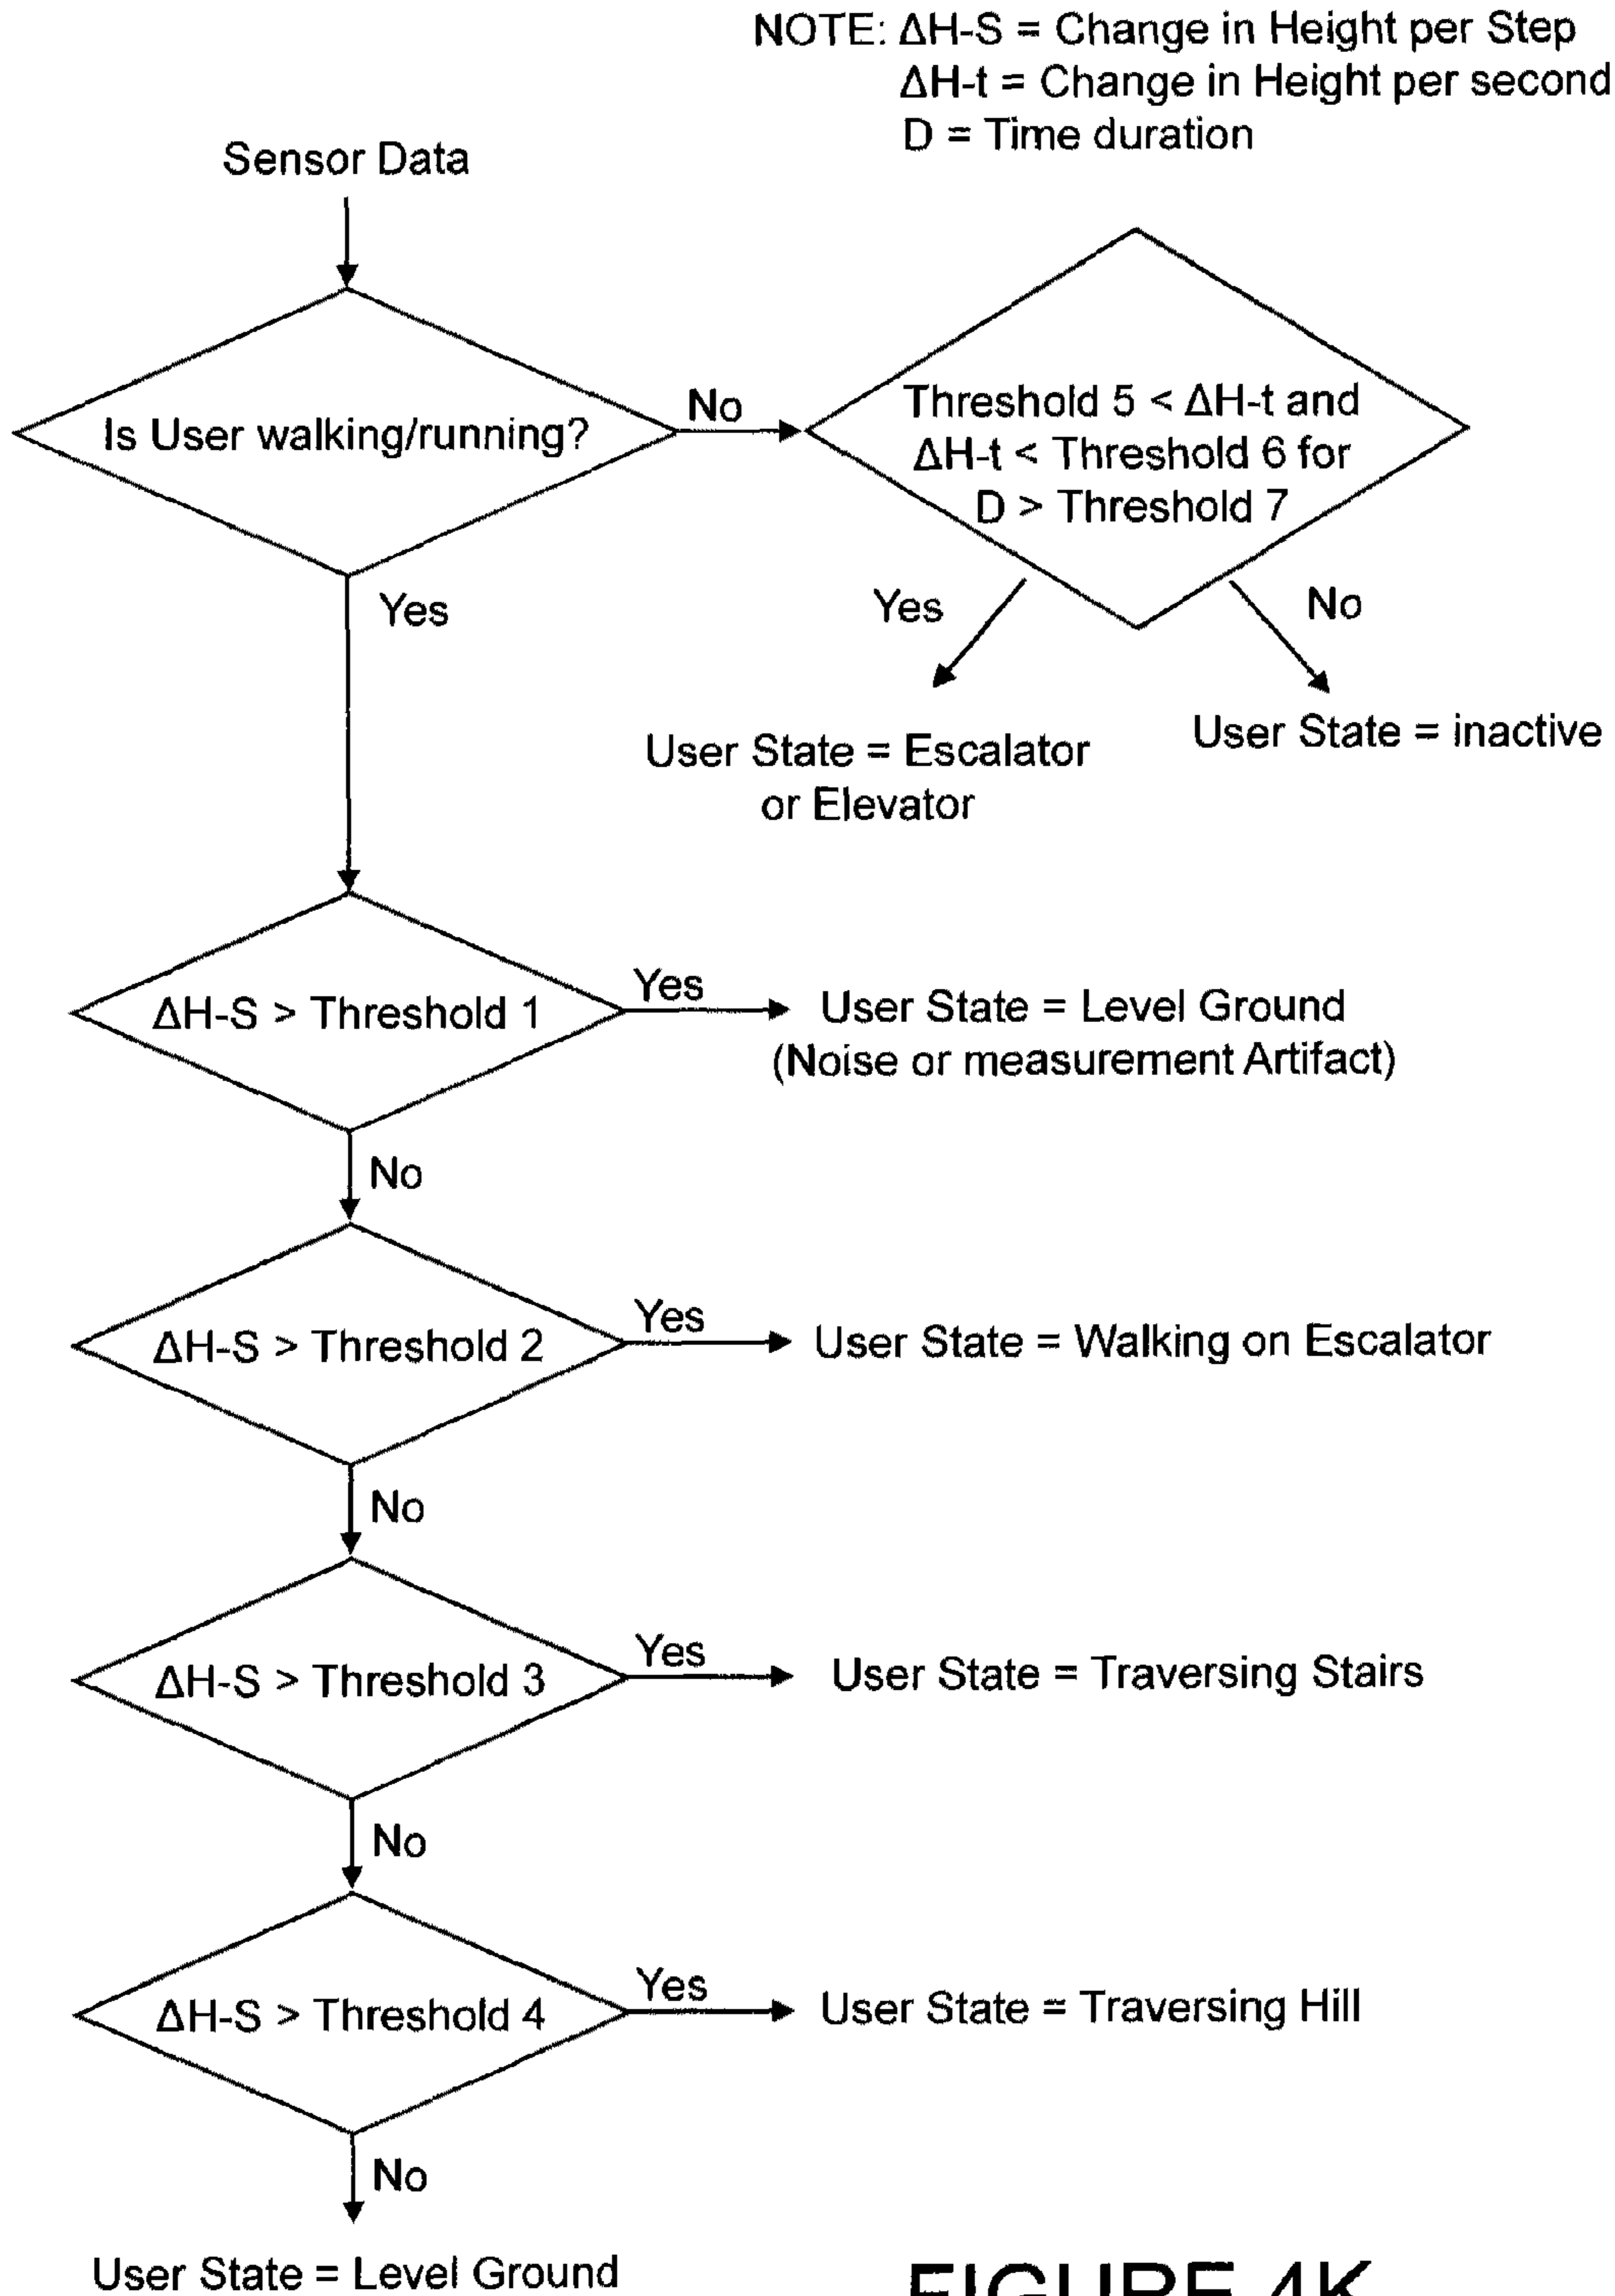 NOTE: ΔH-S = Change in Height per Step
ΔH-t = Change in Height per second
D = Time duration
Sensor Data
Is User walking/running?
No
Threshold 5 < ΔH-t and
ΔH-t < Threshold 6 for
D > Threshold 7
Yes
Yes
No
User State = Escalator
or Elevator
User State = inactive
ΔH-S > Threshold 1
Yes
User State = Level Ground
(Noise or measurement Artifact)
No
ΔH-S > Threshold 2
Yes
User State = Walking on Escalator
No
ΔH-S > Threshold 3
Yes
User State = Traversing Stairs
No
ΔH-S > Threshold 4
Yes
User State = Traversing Hill
No
User State = Level Ground
FIGURE 4K